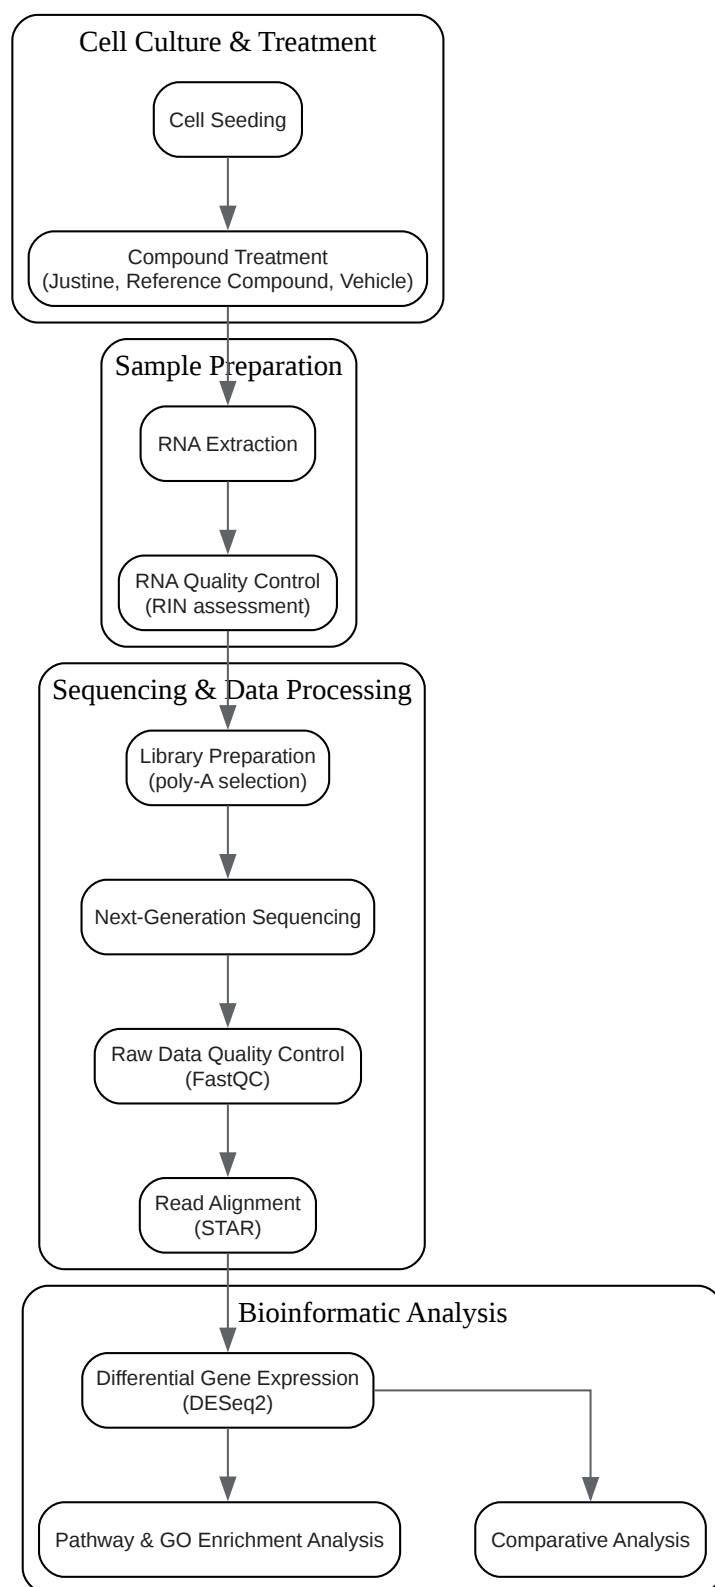 Cell Culture & Treatment
Cell Seeding
Compound Treatment
(Justine, Reference Compound, Vehicle)
Sample Preparation
RNA Extraction
RNA Quality Control
(RIN assessment)
Sequencing & Data Processing
Library Preparation
(poly-A selection)
Next-Generation Sequencing
Raw Data Quality Control
(FastQC)
Read Alignment
(STAR)
Bioinformatic Analysis
Differential Gene Expression
(DESeq2)
Pathway & GO Enrichment Analysis
Comparative Analysis